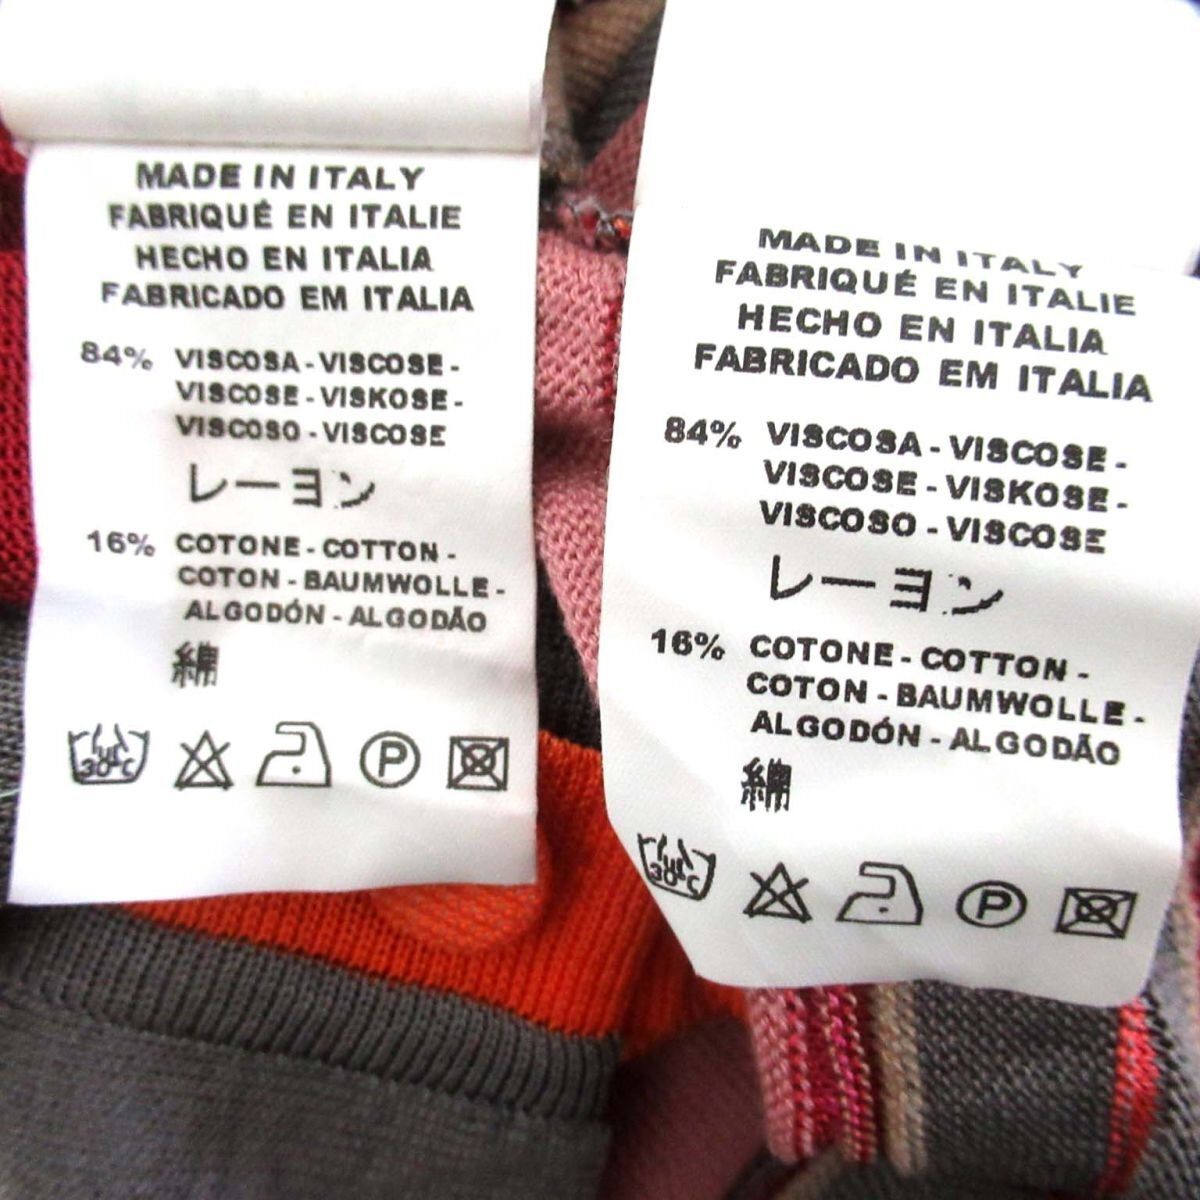 MADE IN ITALY
FABRIQUÉ EN ITALIE
HECHO EN ITALIA
FABRICADO EM ITALIA
84% VISCOSA - VISCOSE -
VISCOSE - VISKOSE -
VISCOSO - VISCOSE
レーヨン
16% COTONE - COTTON -
COTON - BAUMWOLLE -
ALGODÓN - ALGODÃO
綿
30°C
P
MADE IN ITALY
FABRIQUÉ EN ITALIE
HECHO EN ITALIA
FABRICADO EM ITALIA
84% VISCOSA - VISCOSE -
VISCOSE - VISKOSE -
VISCOSO - VISCOSE
レーヨン
16% COTONE - COTTON -
COTON - BAUMWOLLE -
ALGODÓN - ALGODÃO
綿
30°C
P